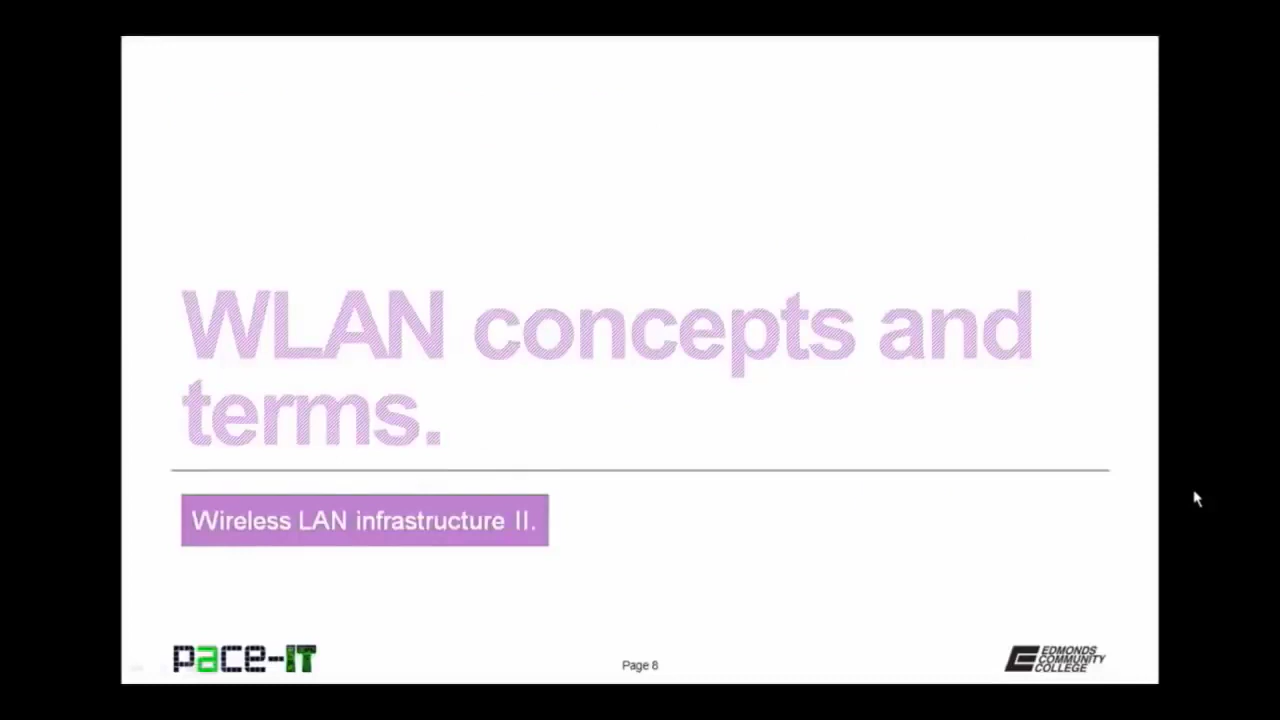 WLAN concepts and
terms.
Wireless LAN infrastructure II.
pace-IT
Page 8
EDMONDS
COMMUNITY
COLLEGE